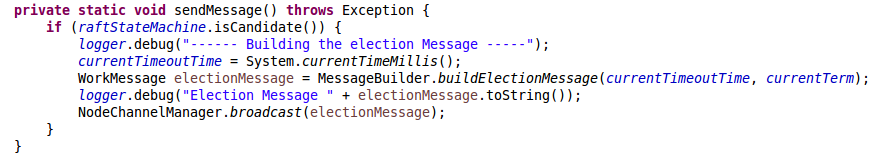 private static void sendMessage() throws Exception {
    if (raftStateMachine.isCandidate()) {
        logger.debug("------ Building the election Message -----");
        currentTimeoutTime = System.currentTimeMillis();
        WorkMessage electionMessage = MessageBuilder.buildElectionMessage(currentTimeoutTime, currentTerm);
        logger.debug("Election Message " + electionMessage.toString());
        NodeChannelManager.broadcast(electionMessage);
    }
}